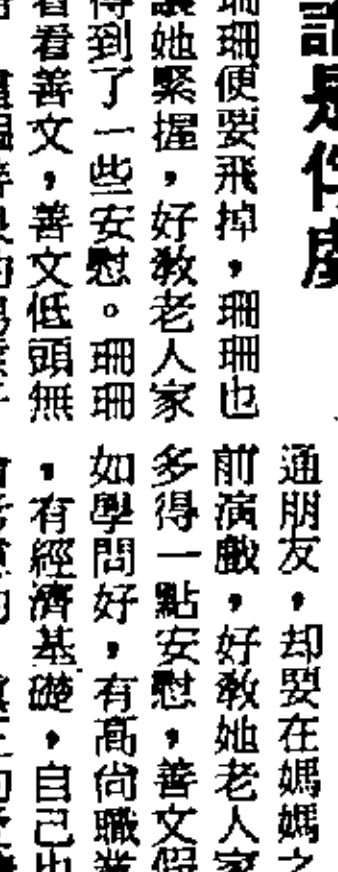 是
珊珊便要飛掉，珊珊也
讓她緊握，好教老人家
得到了一些安慰。珊珊
看看善文，善文低頭無
通朋友，却要在媽媽之
前演戲，好教她老人家
多得一點安慰，善文假
如學問好，有高尚職業
，有經濟基礎，自己也